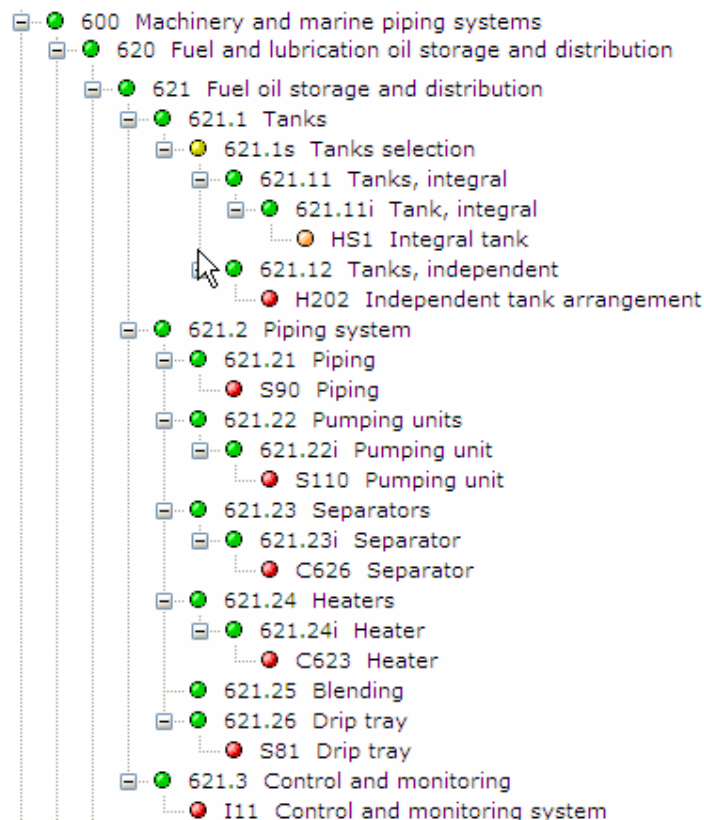 600 Machinery and marine piping systems
620 Fuel and lubrication oil storage and distribution
621 Fuel oil storage and distribution
621.1 Tanks
621.1s Tanks selection
621.11 Tanks, integral
621.11i Tank, integral
HS1 Integral tank
621.12 Tanks, independent
H202 Independent tank arrangement
621.2 Piping system
621.21 Piping
S90 Piping
621.22 Pumping units
621.22i Pumping unit
S110 Pumping unit
621.23 Separators
621.23i Separator
C626 Separator
621.24 Heaters
621.24i Heater
C623 Heater
621.25 Blending
621.26 Drip tray
S81 Drip tray
621.3 Control and monitoring
I11 Control and monitoring system